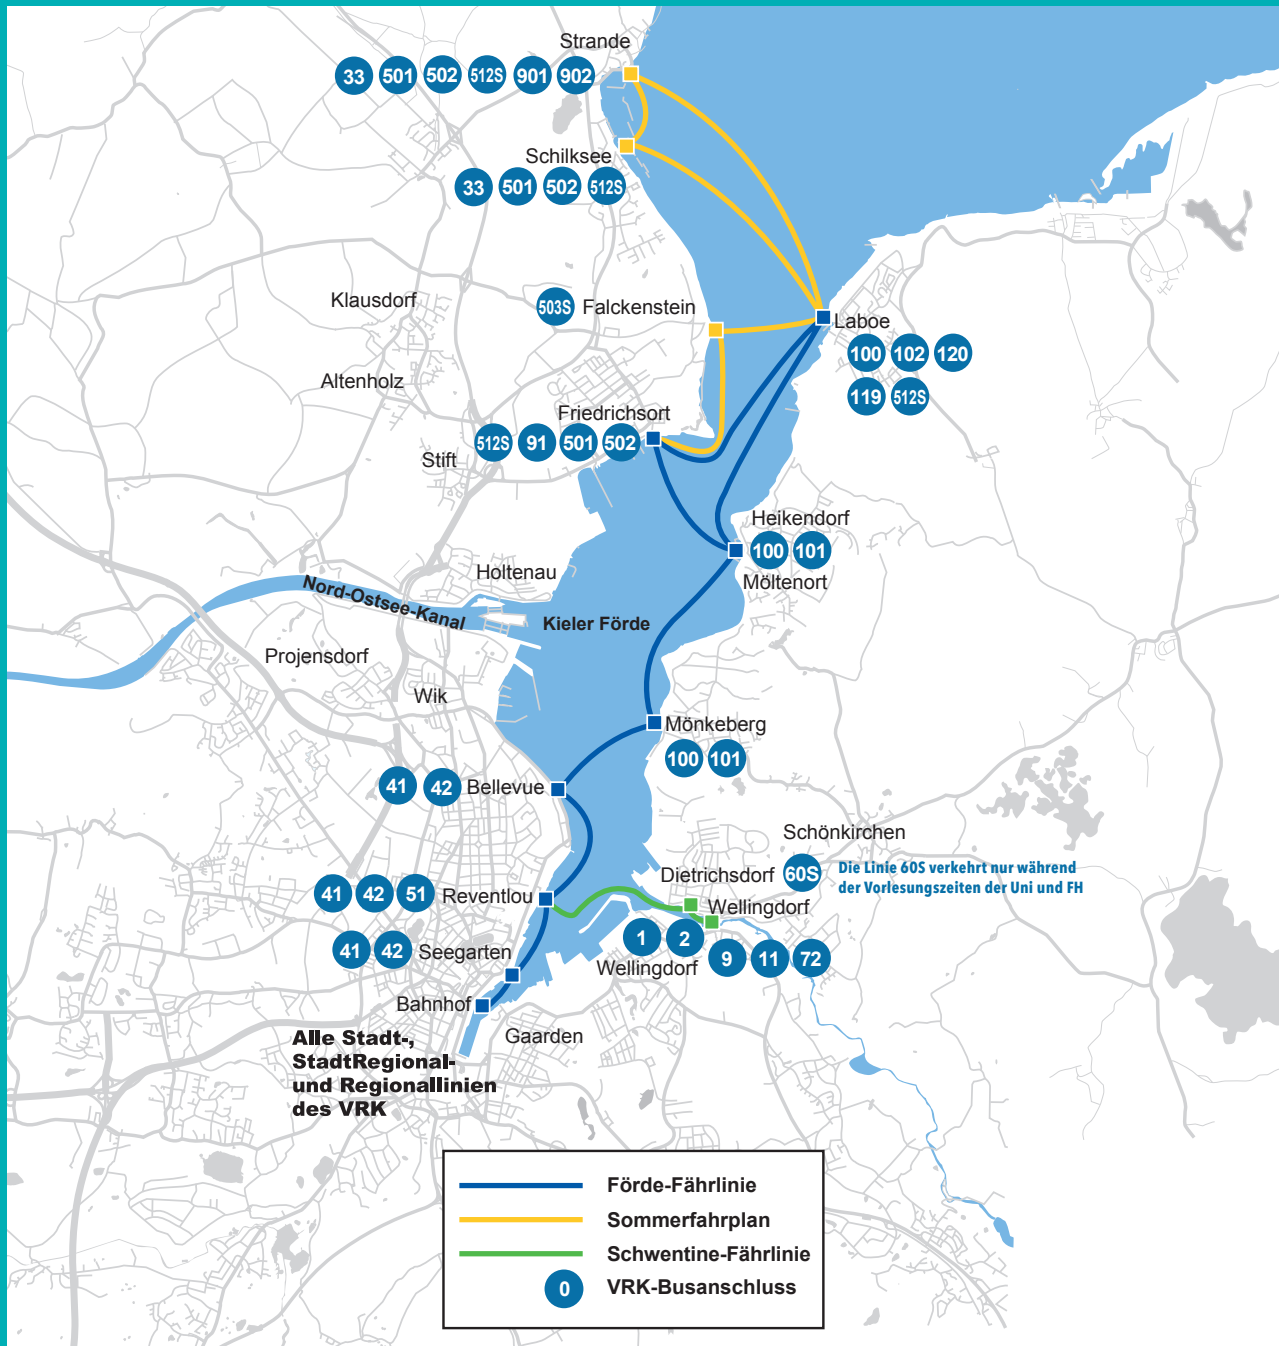 Strande
33 501 502 512S 901 902
Schilksee
33 501 502 512S
Klausdorf
503S Falckenstein
Laboe
100 102 120
119 512S
Altenholz
Friedrichsort
512S 91 501 502
Stift
Heikendorf
100 101
Möltenort
Holtenau
Nord-Ostsee-Kanal
Kieler Förde
Projensdorf
Wik
Mönkeberg
100 101
41 42 Bellevue
Schönkirchen
Dietrichsdorf 60S
Die Linie 60S verkehrt nur während
der Vorlesungszeiten der Uni und FH
41 42 51 Reventlou
Wellingdorf
1 2
41 42 Seegarten
9 11 72
Wellingdorf
Bahnhof
Gaarden
Alle Stadt-,
StadtRegional-
und Regionallinien
des VRK
Förde-Fährlinie
Sommerfahrplan
Schwentine-Fährlinie
0 VRK-Busanschluss